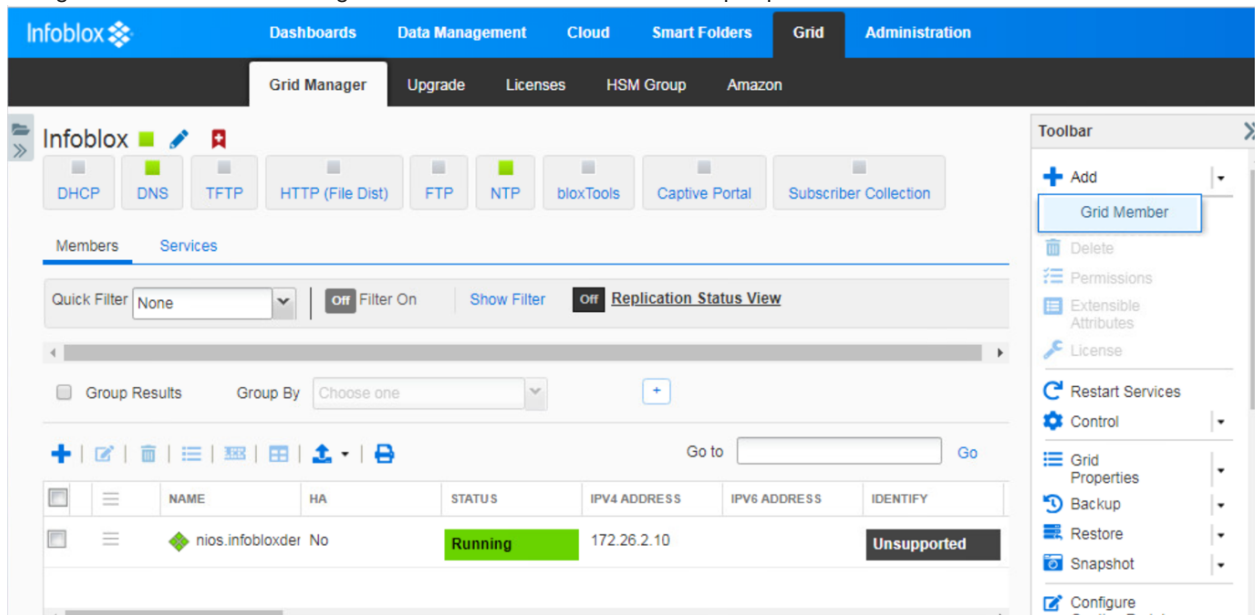 Infoblox
Dashboards Data Management Cloud Smart Folders Grid Administration
Grid Manager Upgrade Licenses HSM Group Amazon
Infoblox
DHCP DNS TFTP HTTP (File Dist) FTP NTP bloxTools Captive Portal Subscriber Collection
Members Services
Quick Filter None Off Filter On Show Filter Off Replication Status View
Group Results Group By Choose one +
Go to Go
NAME HA STATUS IPV4 ADDRESS IPV6 ADDRESS IDENTIFY
nios.infobloxder No Running 172.26.2.10 Unsupported
Toolbar
Add
Grid Member
Delete
Permissions
Extensible
Attributes
License
Restart Services
Control
Grid
Properties
Backup
Restore
Snapshot
Configure